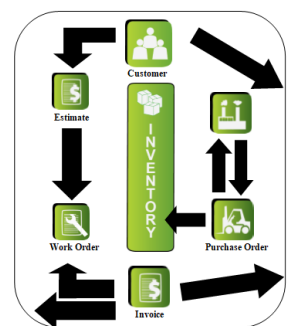 Customer
Estimate
INVENTORY
Work Order
Purchase Order
Invoice